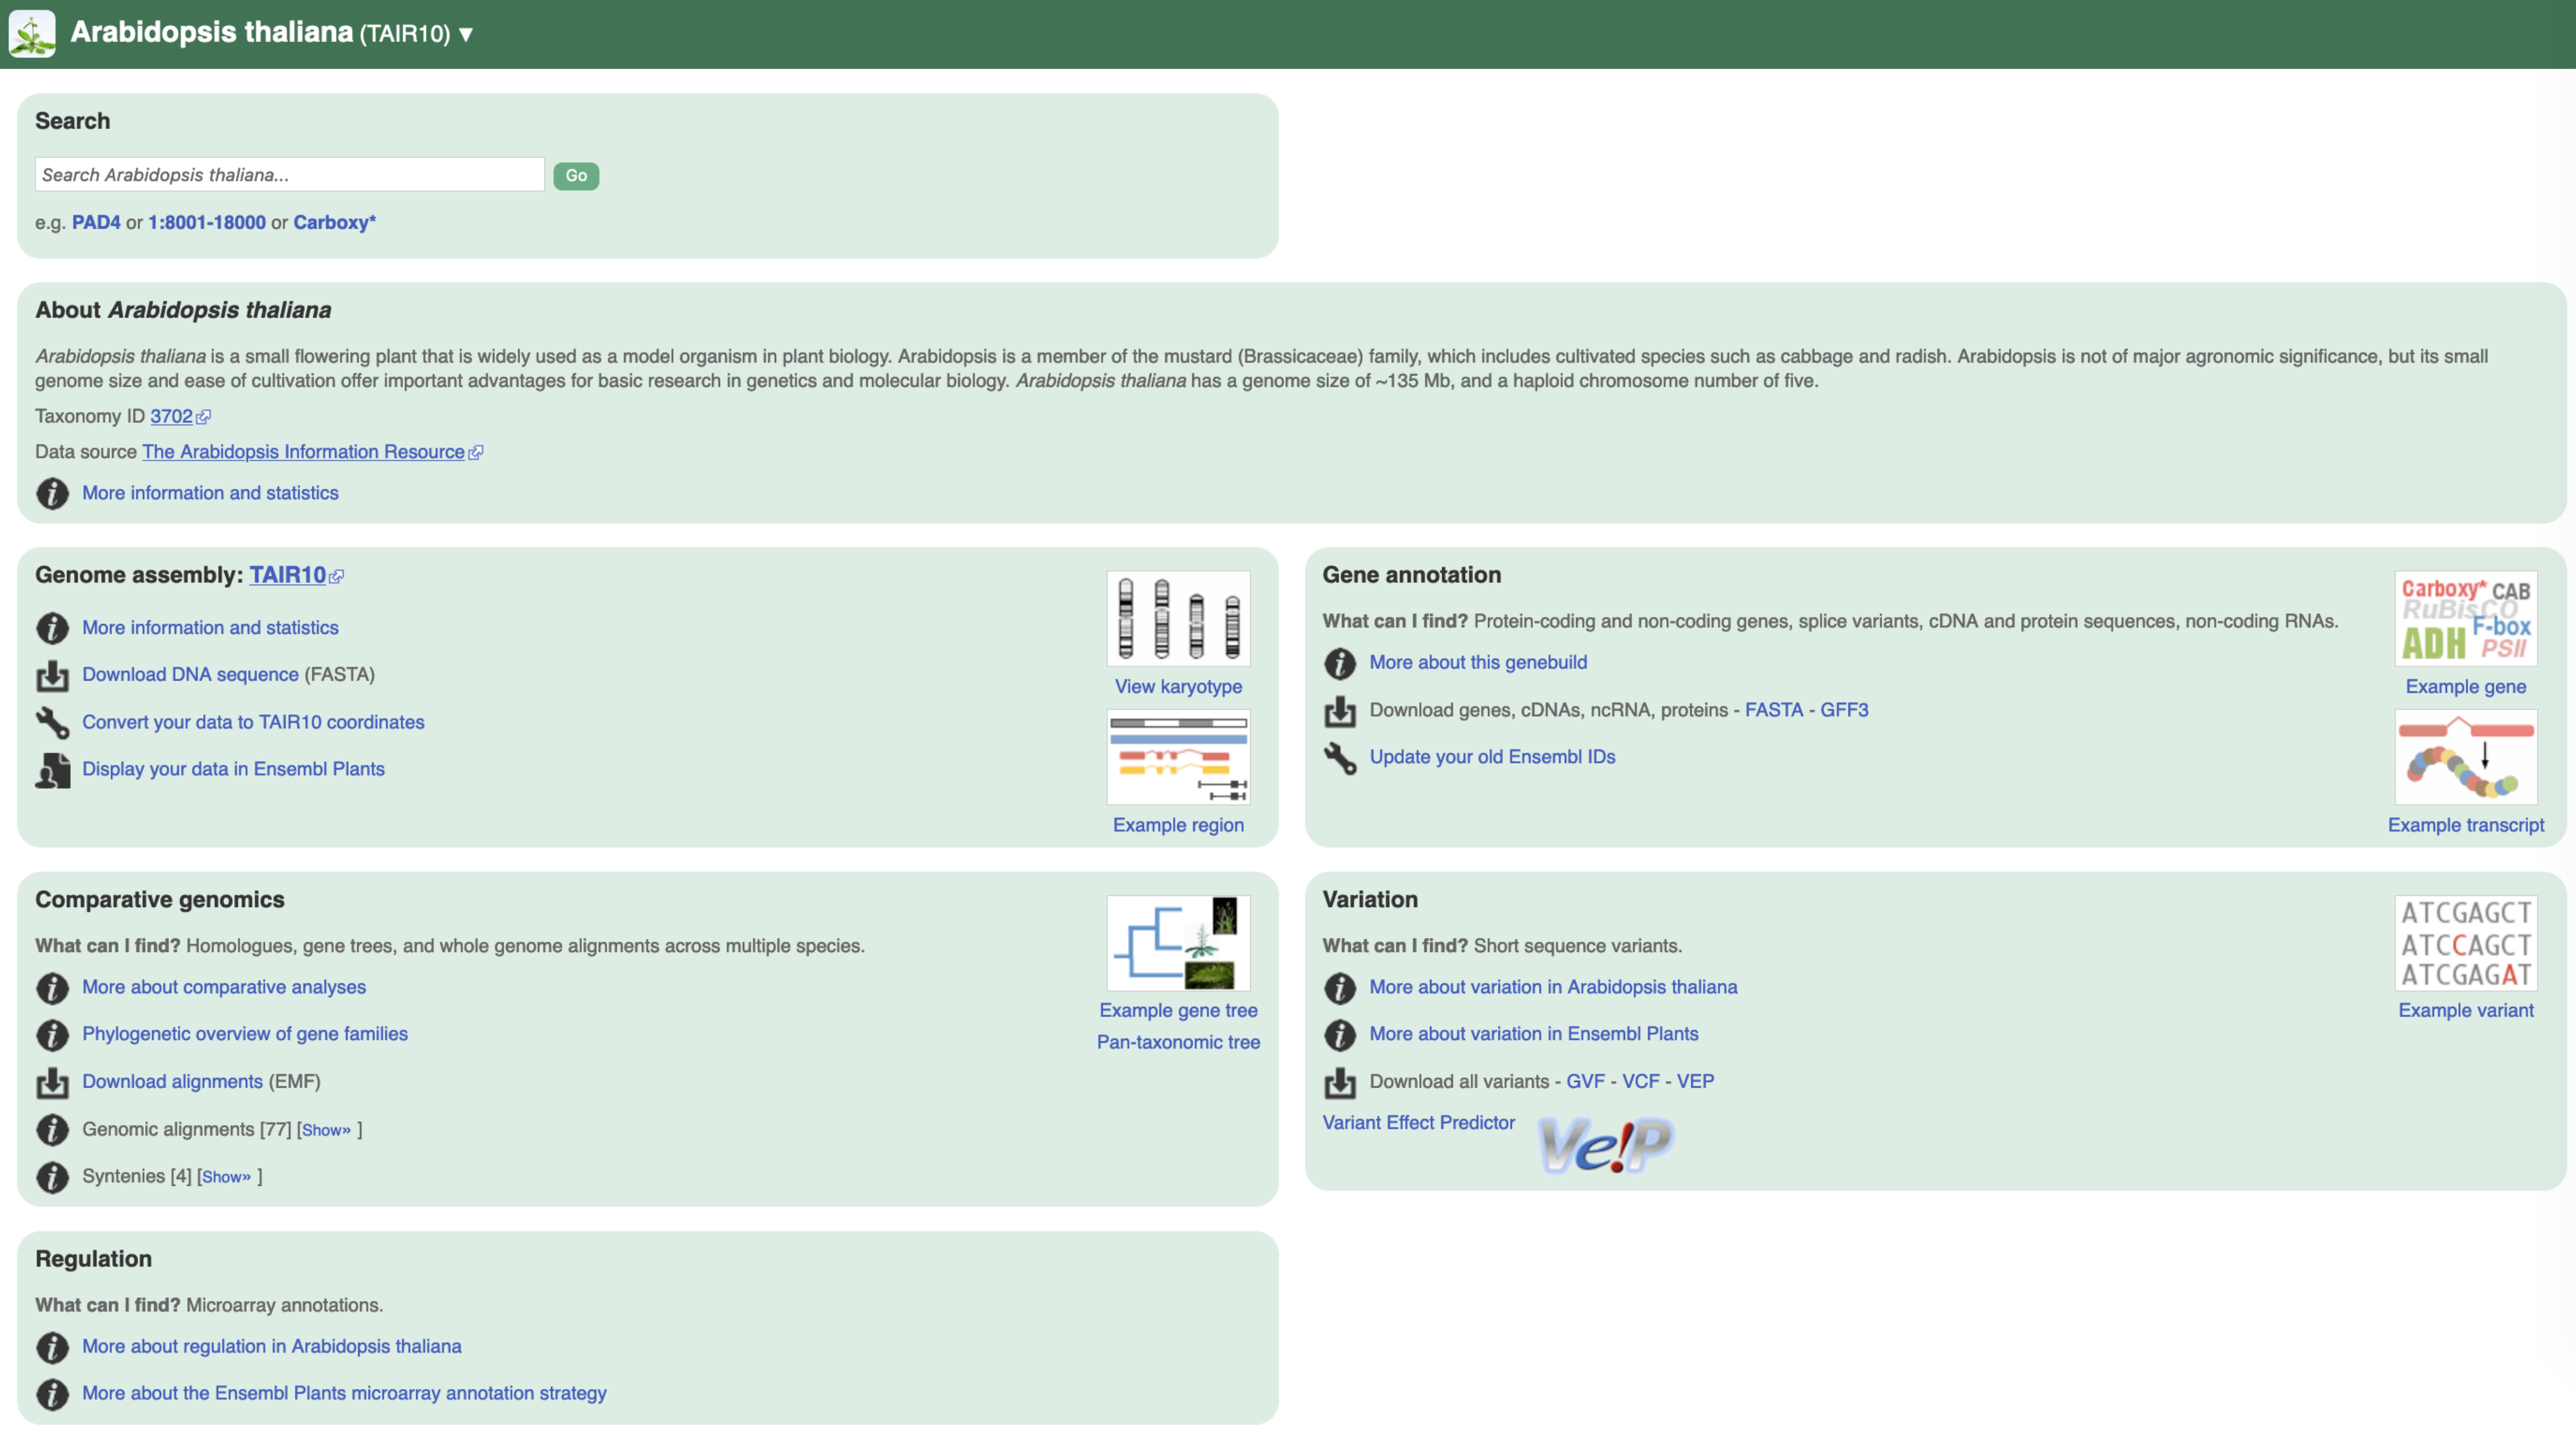 Arabidopsis thaliana (TAIR10) ▼
Search
Search Arabidopsis thaliana...
Go
e.g. PAD4 or 1:8001-18000 or Carboxy*
About Arabidopsis thaliana
Arabidopsis thaliana is a small flowering plant that is widely used as a model organism in plant biology. Arabidopsis is a member of the mustard (Brassicaceae) family, which includes cultivated species such as cabbage and radish. Arabidopsis is not of major agronomic significance, but its small
genome size and ease of cultivation offer important advantages for basic research in genetics and molecular biology. Arabidopsis thaliana has a genome size of ~135 Mb, and a haploid chromosome number of five.
Taxonomy ID 3702
Data source The Arabidopsis Information Resource
More information and statistics
Genome assembly: TAIR10
More information and statistics
Download DNA sequence (FASTA)
Convert your data to TAIR10 coordinates
Display your data in Ensembl Plants
View karyotype
Example region
Gene annotation
What can I find? Protein-coding and non-coding genes, splice variants, cDNA and protein sequences, non-coding RNAs.
More about this genebuild
Download genes, cDNAs, ncRNA, proteins - FASTA - GFF3
Update your old Ensembl IDs
Carboxy* CAB
RuBisCO
F-box
ADH PSII
Example gene
Example transcript
Comparative genomics
What can I find? Homologues, gene trees, and whole genome alignments across multiple species.
More about comparative analyses
Phylogenetic overview of gene families
Download alignments (EMF)
Genomic alignments [77] [Show» ]
Syntenies [4] [Show» ]
Example gene tree
Pan-taxonomic tree
Variation
What can I find? Short sequence variants.
More about variation in Arabidopsis thaliana
More about variation in Ensembl Plants
Download all variants - GVF - VCF - VEP
Variant Effect Predictor
Ve!P
ATCGAGCT
ATCCAGCT
ATCGAGAT
Example variant
Regulation
What can I find? Microarray annotations.
More about regulation in Arabidopsis thaliana
More about the Ensembl Plants microarray annotation strategy